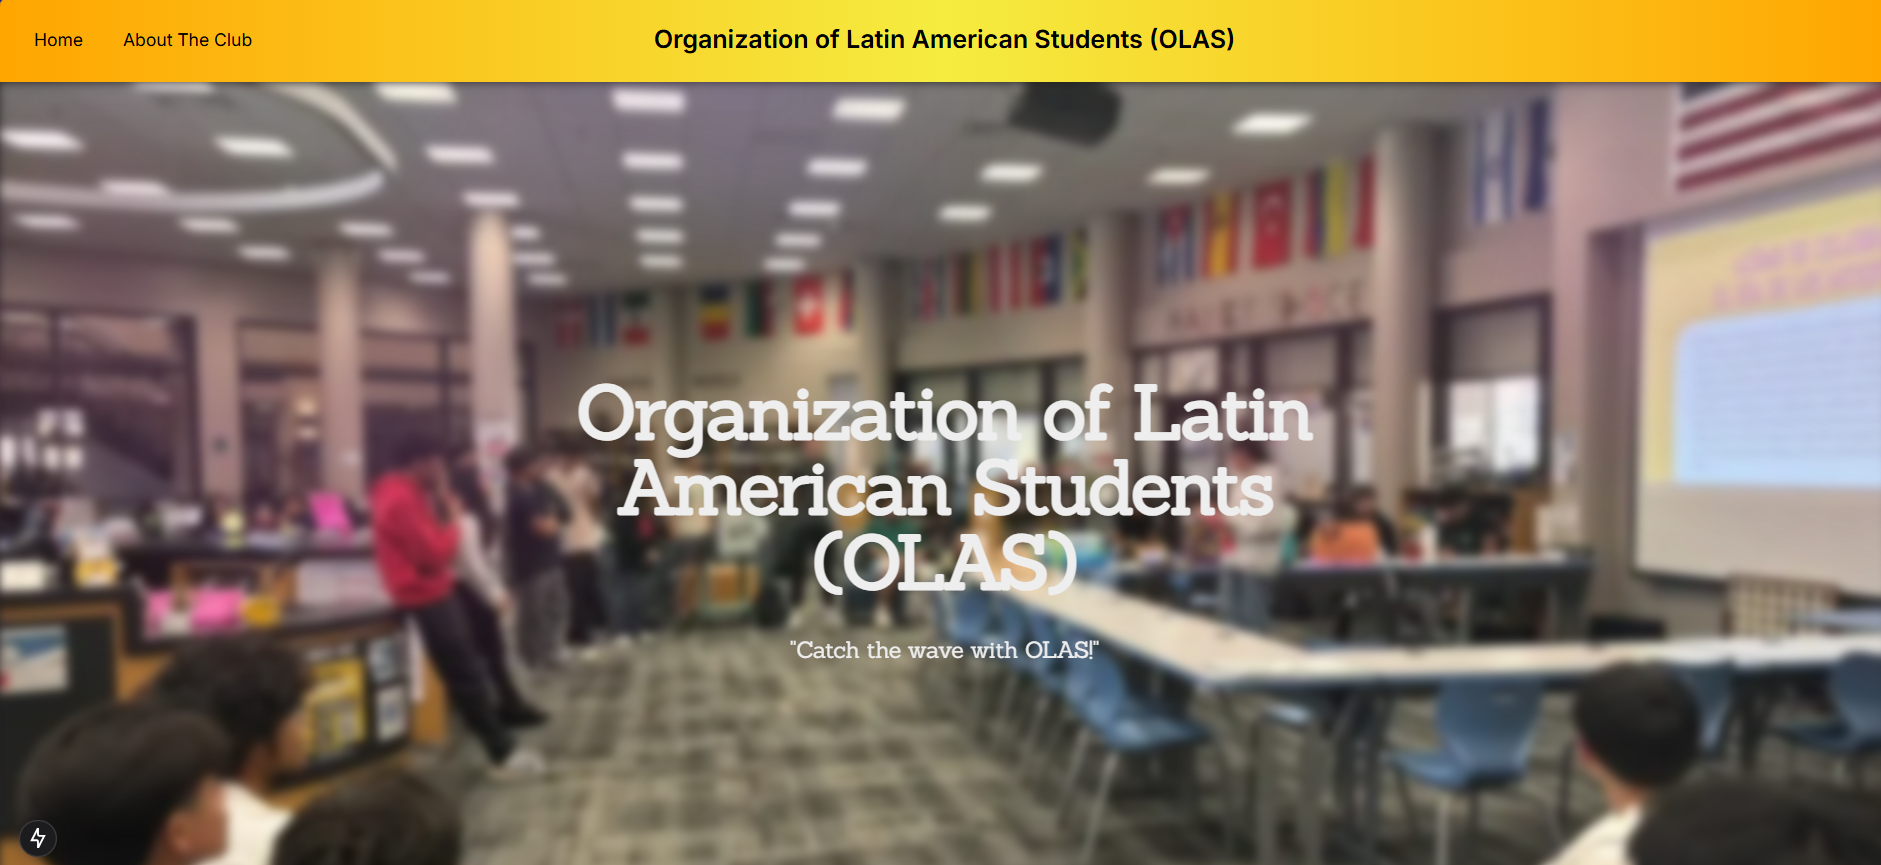 Home
About The Club
Organization of Latin American Students (OLAS)
Organization of Latin
American Students
(OLAS)
"Catch the wave with OLAS!"